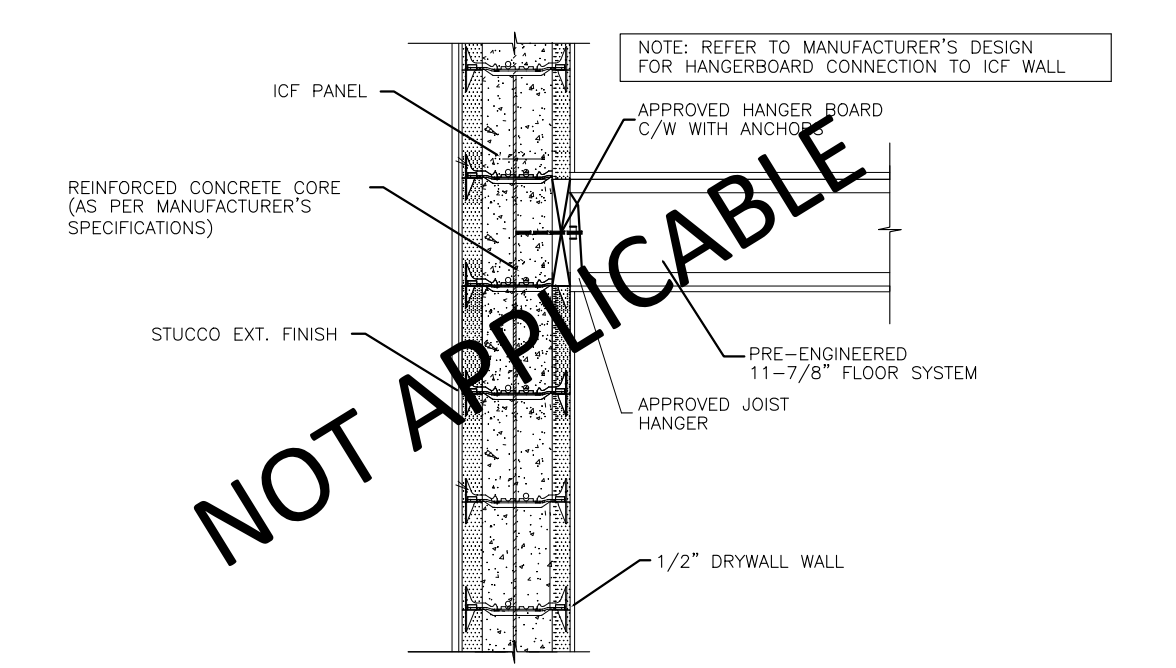 NOTE: REFER TO MANUFACTURER'S DESIGN
FOR HANGERBOARD CONNECTION TO ICF WALL
ICF PANEL
APPROVED HANGER BOARD
C/W WITH ANCHORS
REINFORCED CONCRETE CORE
(AS PER MANUFACTURER'S
SPECIFICATIONS)
STUCCO EXT. FINISH
PRE-ENGINEERED
11-7/8" FLOOR SYSTEM
APPROVED JOIST
HANGER
1/2" DRYWALL WALL
NOT APPLICABLE